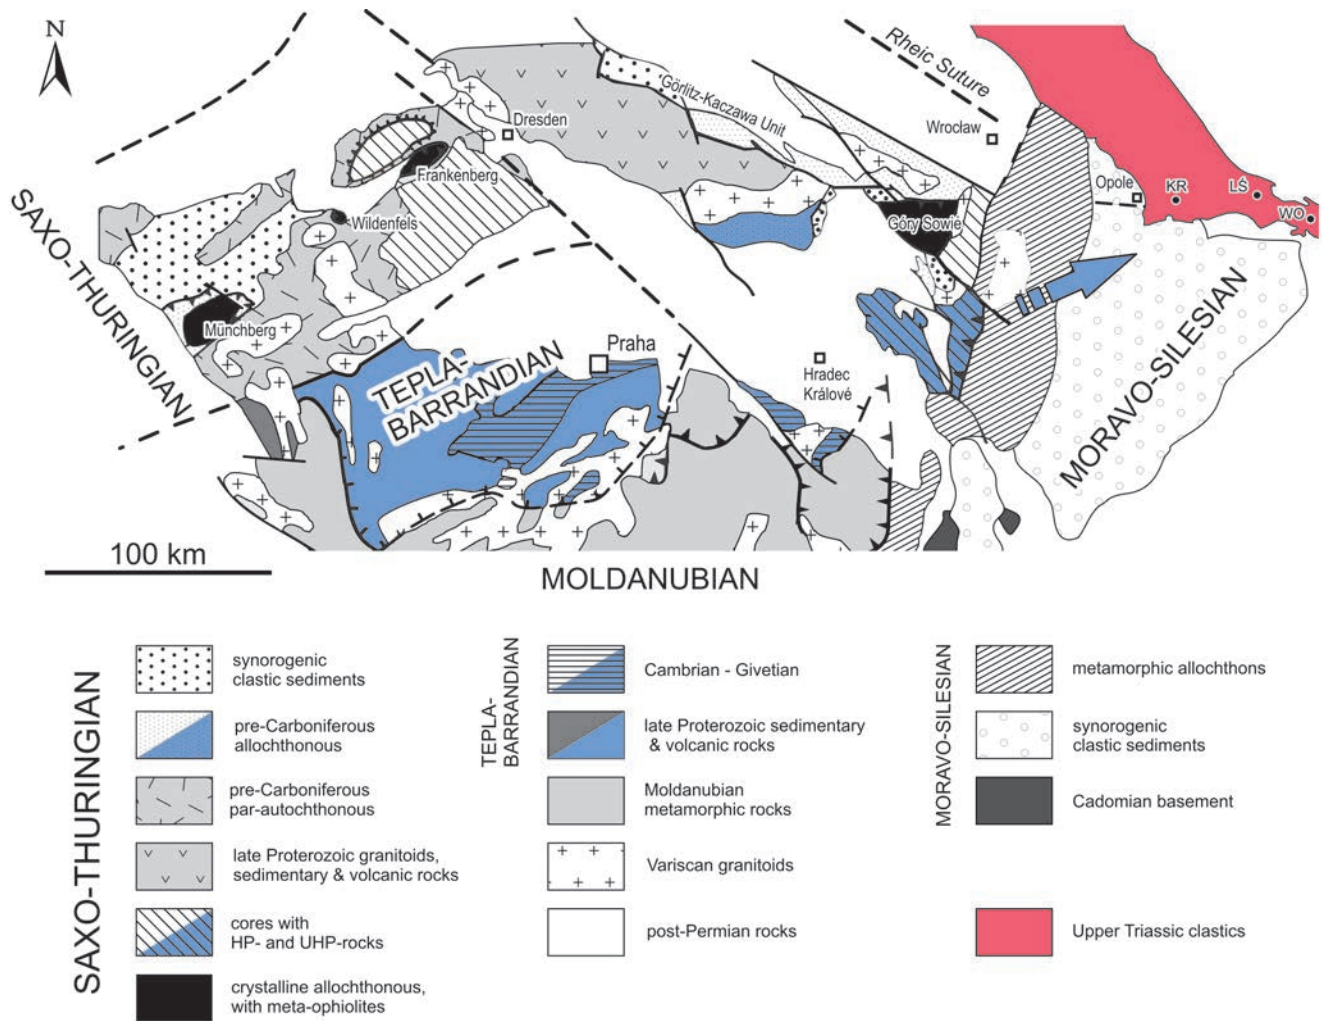 N
Rheic Suture
Görlitz-Kaczawa Unit
Dresden
Wrocław
Frankenberg
Opole
KR
LŚ
WO
Wildenfels
Góry Sowie
SAXO-THURINGIAN
Münchberg
Praha
TEPLA-
BARRANDIAN
Hradec
Králové
MORAVO-SILESIAN
100 km
MOLDANUBIAN
SAXO-THURINGIAN
synorogenic
clastic sediments
pre-Carboniferous
allochthonous
pre-Carboniferous
par-autochthonous
late Proterozoic granitoids,
sedimentary & volcanic rocks
cores with
HP- and UHP-rocks
crystalline allochthonous,
with meta-ophiolites
TEPLA-
BARRANDIAN
Cambrian - Givetian
late Proterozoic sedimentary
& volcanic rocks
Moldanubian
metamorphic rocks
Variscan granitoids
post-Permian rocks
MORAVO-SILESIAN
metamorphic allochthons
synorogenic
clastic sediments
Cadomian basement
Upper Triassic clastics